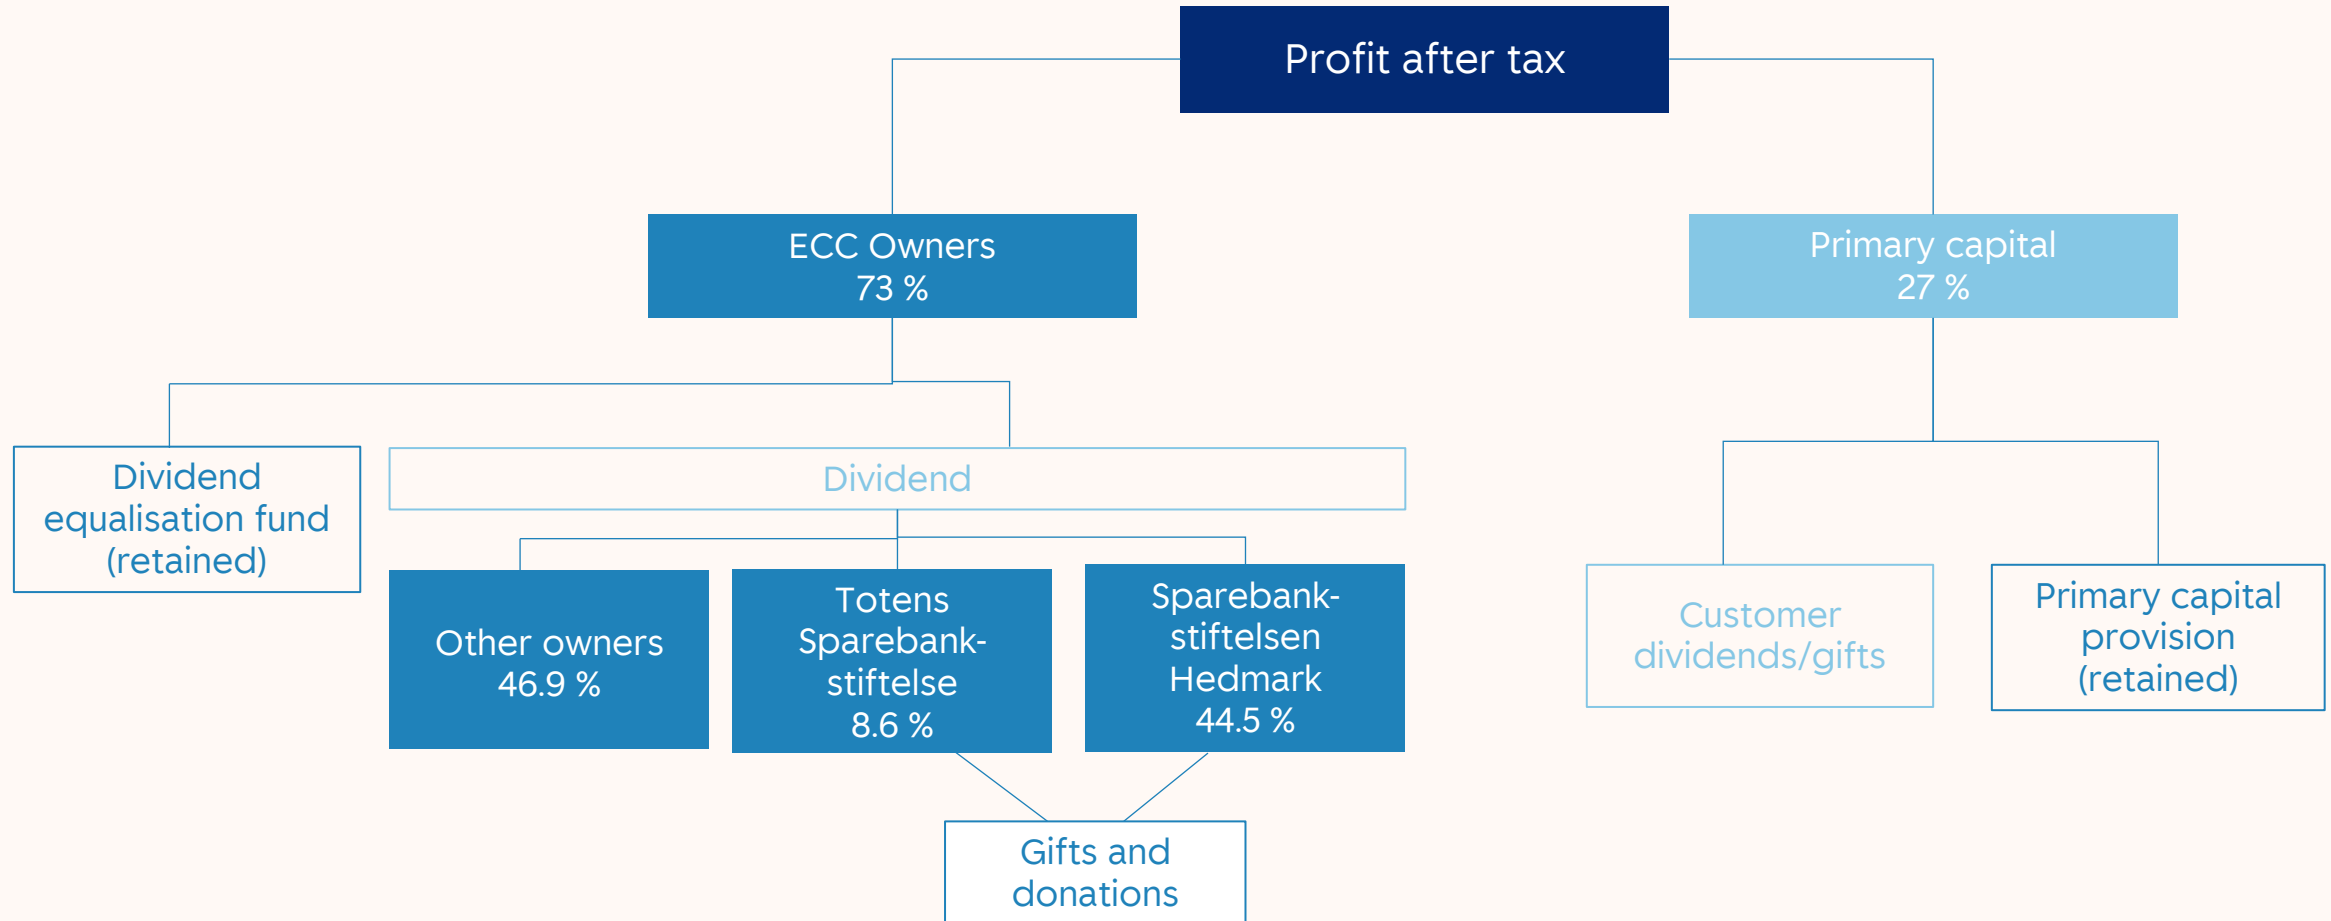 Profit after tax
ECC Owners
73 %
Primary capital
27 %
Dividend
equalisation fund
(retained)
Dividend
Other owners
46.9 %
Totens
Sparebank-
stiftelse
8.6 %
Sparebank-
stiftelsen
Hedmark
44.5 %
Customer
dividends/gifts
Primary capital
provision
(retained)
Gifts and
donations